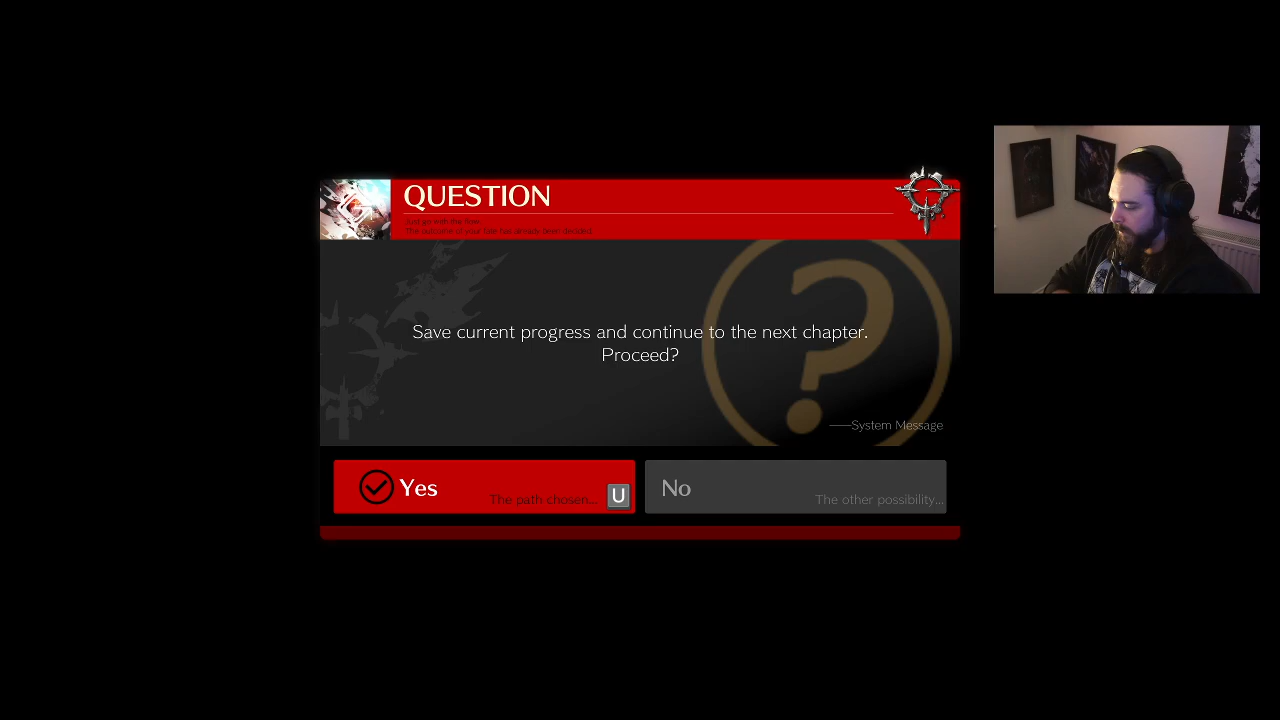 QUESTION
Just go with the flow.
The outcome of your tale has already been decided.
Save current progress and continue to the next chapter.
Proceed?
——System Message
Yes
The path chosen...
U
No
The other possibility...